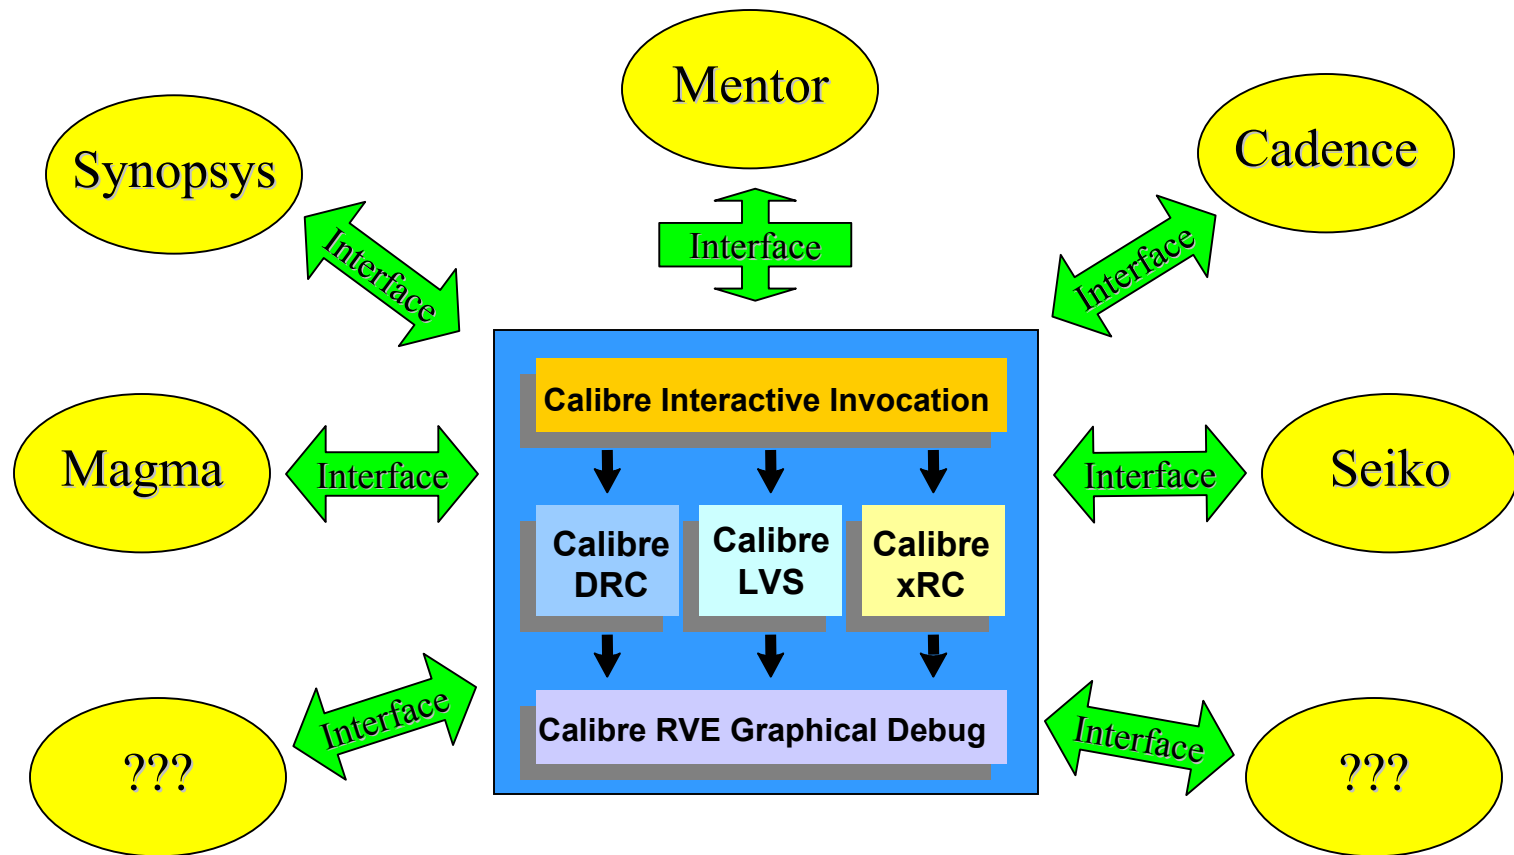 Mentor
Synopsys
Cadence
Interface
Interface
Interface
Calibre Interactive Invocation
Magma
Interface
Interface
Seiko
Calibre
DRC
Calibre
LVS
Calibre
xRC
Interface
Interface
Calibre RVE Graphical Debug
???
???